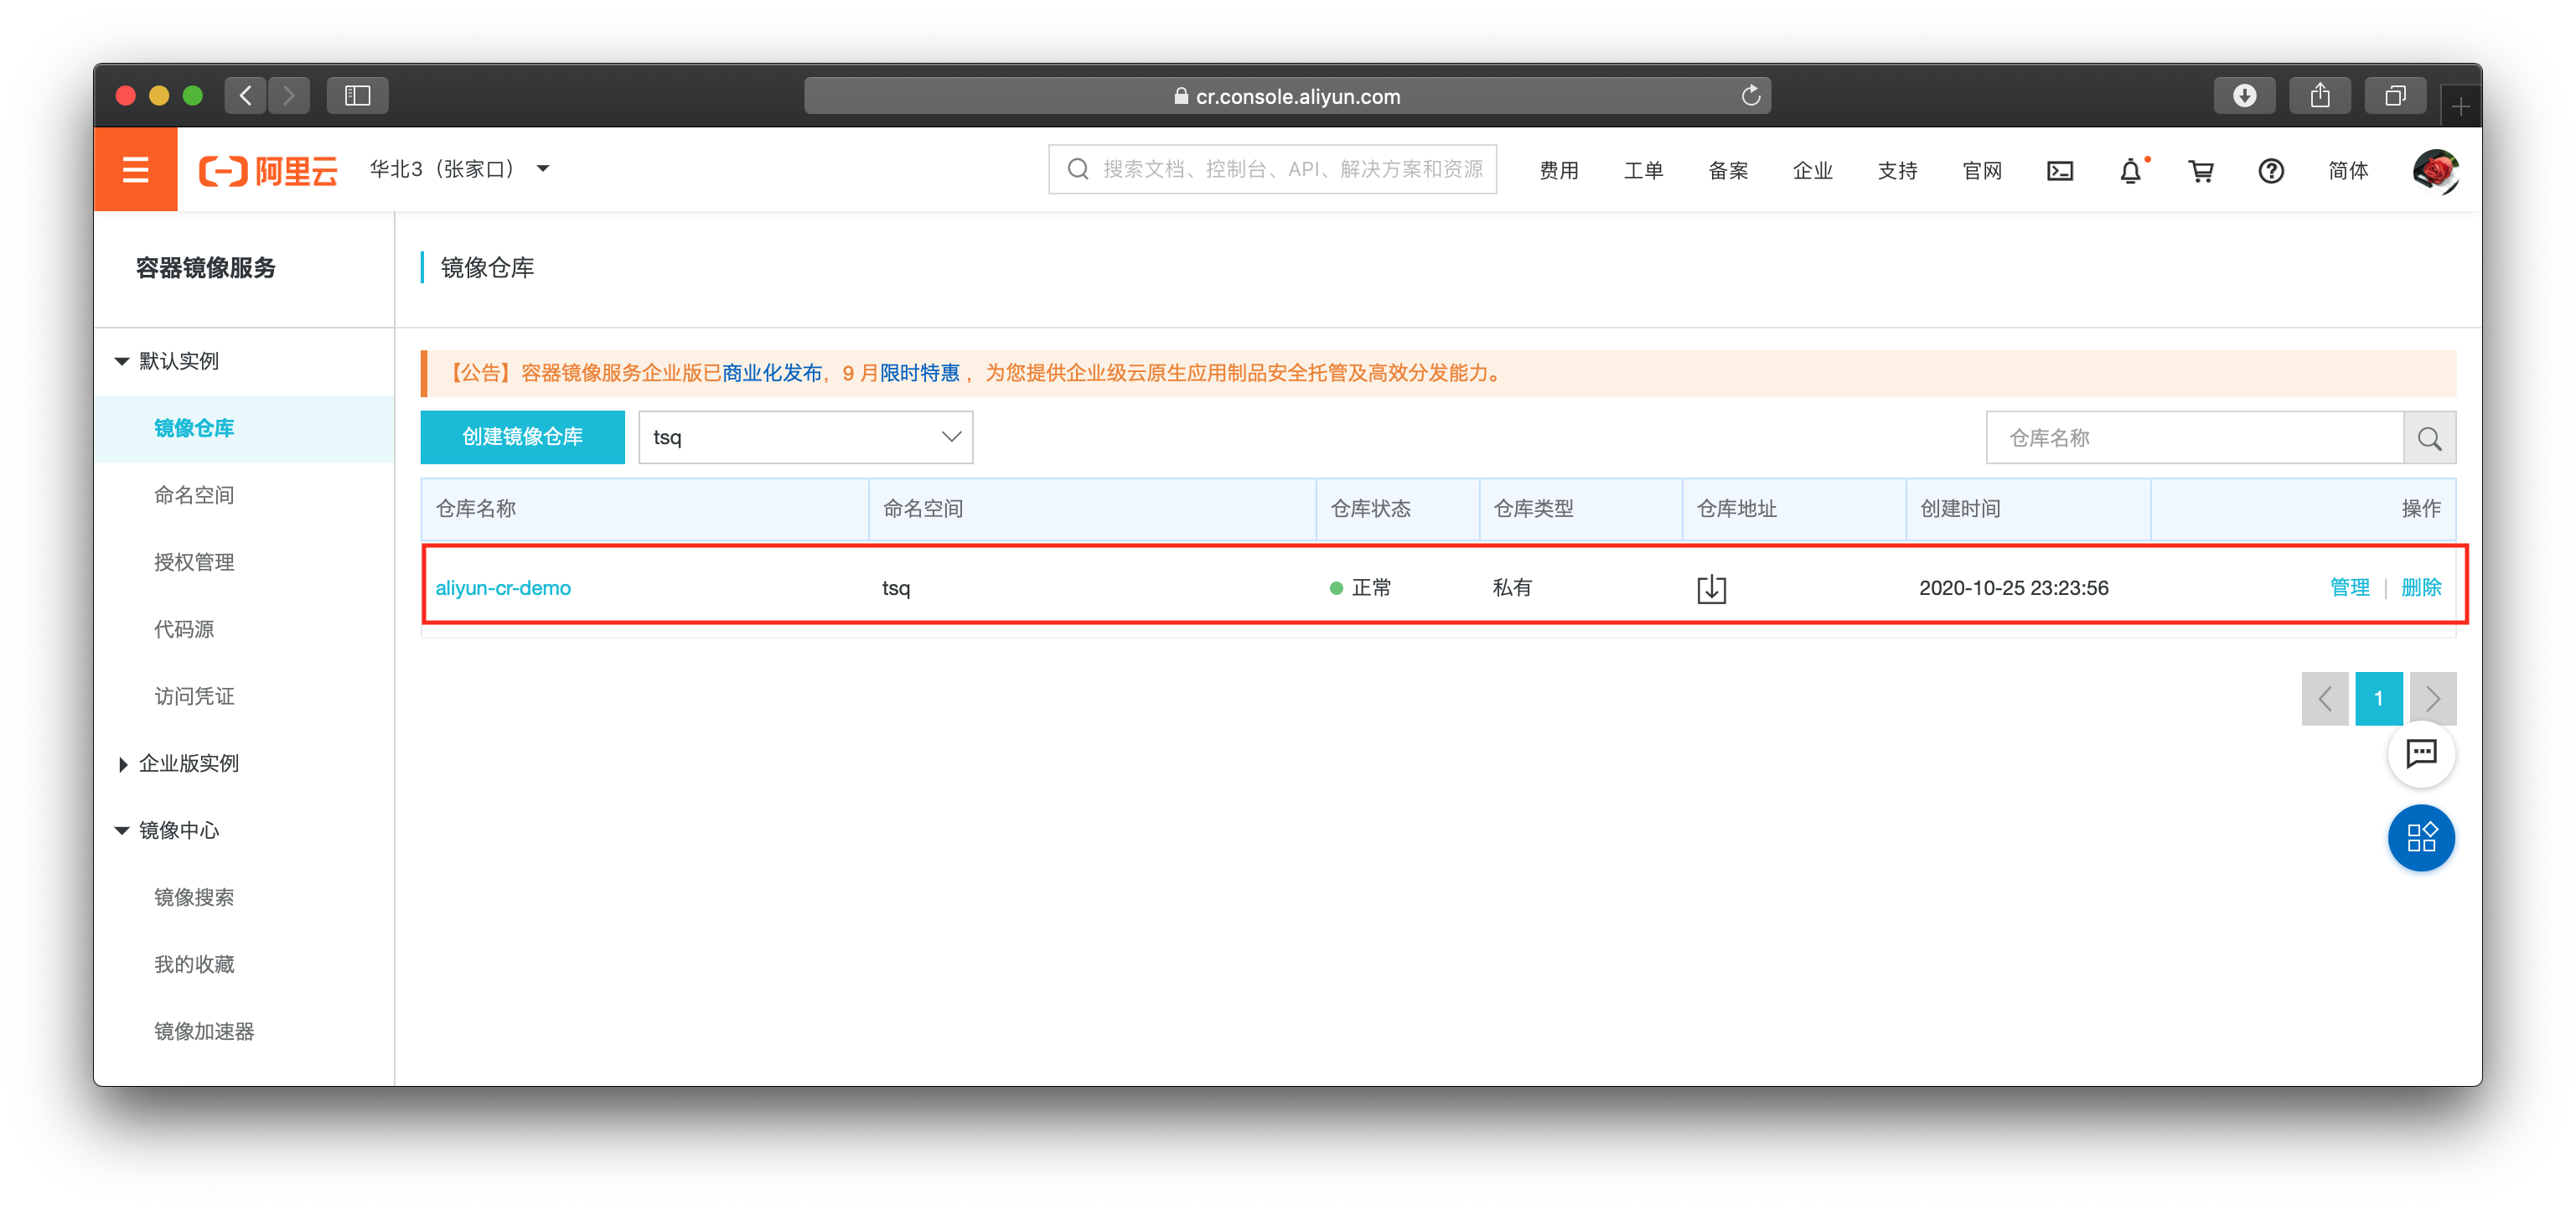 cr.console.aliyun.com
阿里云 华北3（张家口） 搜索文档、控制台、API、解决方案和资源 费用 工单 备案 企业 支持 官网 简体
容器镜像服务
默认实例
镜像仓库
命名空间
授权管理
代码源
访问凭证
企业版实例
镜像中心
镜像搜索
我的收藏
镜像加速器
镜像仓库
【公告】容器镜像服务企业版已商业化发布，9 月限时特惠 ，为您提供企业级云原生应用制品安全托管及高效分发能力。
创建镜像仓库 tsq 仓库名称
仓库名称 命名空间 仓库状态 仓库类型 仓库地址 创建时间 操作
aliyun-cr-demo tsq 正常 私有 2020-10-25 23:23:56 管理 | 删除
1